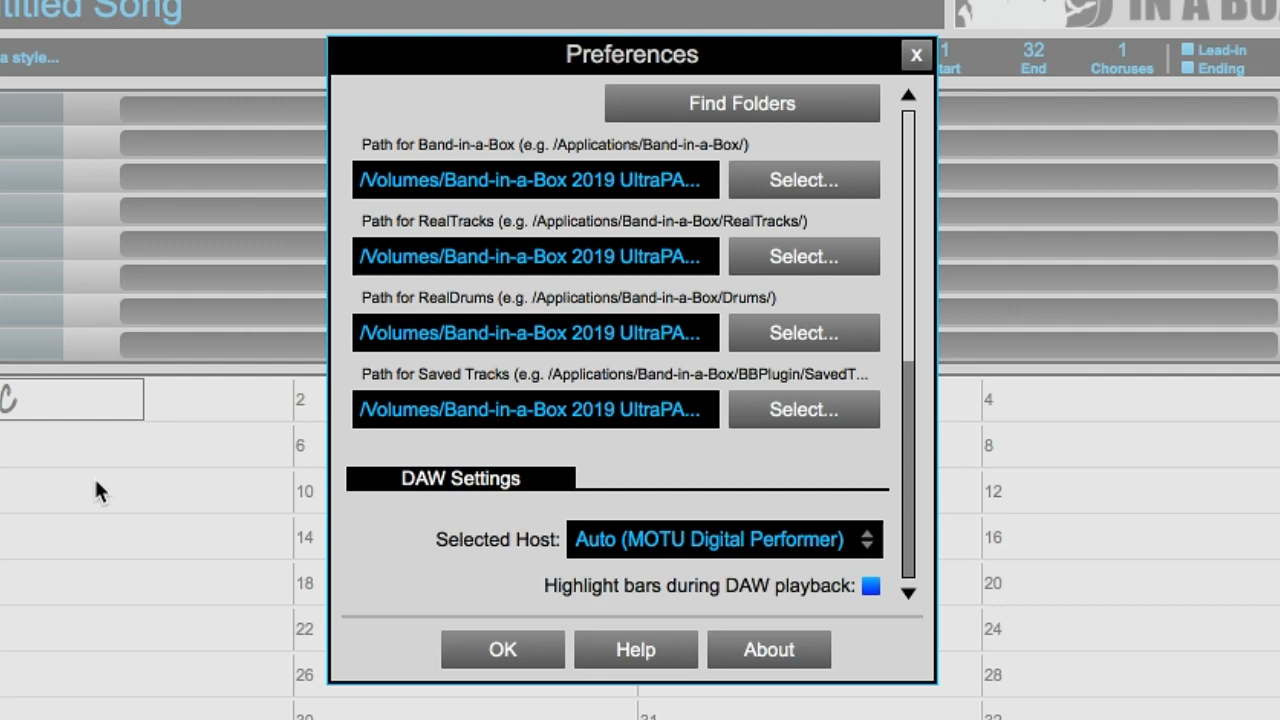 Song
IN A
a style...
Preferences
X
1
32
1
Lead-In
End
Choruses
Ending
Find Folders
Path for Band-in-a-Box (e.g. /Applications/Band-in-a-Box/)
/Volumes/Band-in-a-Box 2019 UltraPA...
Select...
Path for RealTracks (e.g. /Applications/Band-in-a-Box/RealTracks/)
/Volumes/Band-in-a-Box 2019 UltraPA...
Select...
Path for RealDrums (e.g. /Applications/Band-in-a-Box/Drums/)
/Volumes/Band-in-a-Box 2019 UltraPA...
Select...
Path for Saved Tracks (e.g. /Applications/Band-in-a-Box/BBPlugin/SavedT...
/Volumes/Band-in-a-Box 2019 UltraPA...
Select...
DAW Settings
Selected Host: Auto (MOTU Digital Performer)
Highlight bars during DAW playback:
OK
Help
About
C
2
4
6
8
10
12
14
16
18
20
22
24
26
28